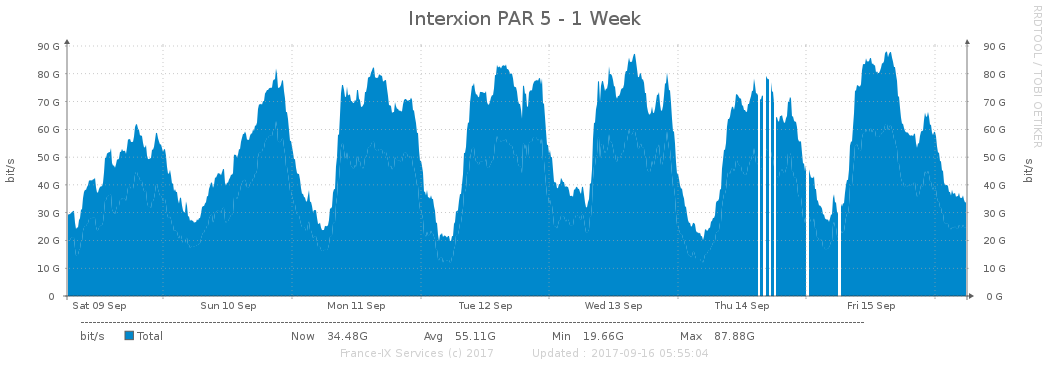 Interxion PAR 5 - 1 Week
RRDTOOL / TOBI OETIKER
90 G 90 G
80 G 80 G
70 G 70 G
60 G 60 G
50 G 50 G
40 G 40 G
30 G 30 G
20 G 20 G
10 G 10 G
0 0 G
bit/s bit/s
Sat 09 Sep Sun 10 Sep Mon 11 Sep Tue 12 Sep Wed 13 Sep Thu 14 Sep Fri 15 Sep
bit/s Total Now 34.48G Avg 55.11G Min 19.66G Max 87.88G
France-IX Services (c) 2017 Updated : 2017-09-16 05:55:04